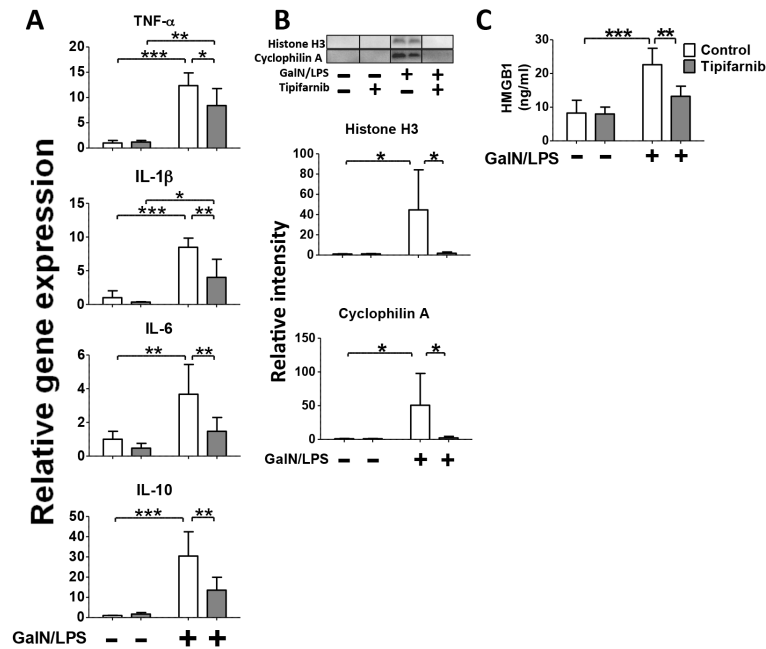 A
Relative gene expression
TNF-α
**
***
*
20
15
10
5
0
IL-1β
*
***
**
15
10
5
0
IL-6
**
**
6
4
2
0
IL-10
***
**
50
40
30
20
10
0
GalN/LPS − − + +
B
Histone H3
Cyclophilin A
GalN/LPS − − + +
Tipifarnib − + − +
Relative intensity
Histone H3
*
*
100
80
60
40
20
0
Cyclophilin A
*
*
150
100
50
0
GalN/LPS − − + +
C
***
**
Control
Tipifarnib
HMGB1
(ng/ml)
30
20
10
0
GalN/LPS − − + +